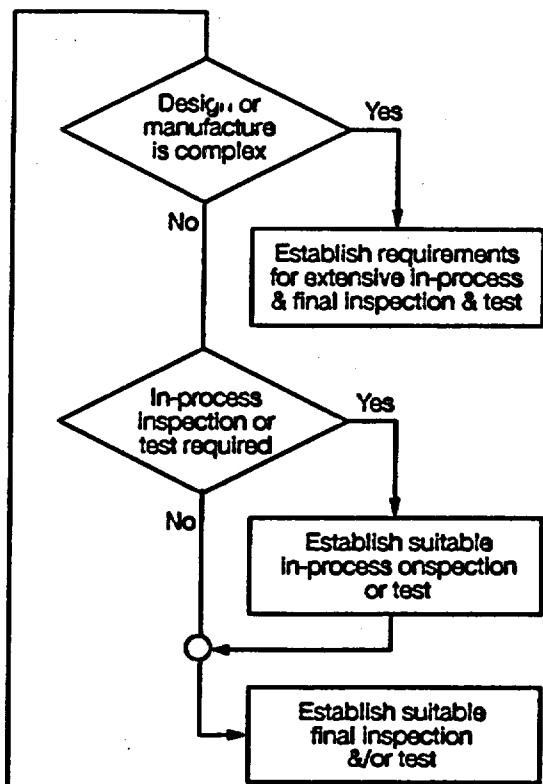 Design or
manufacture
is complex
Yes
No
Establish requirements
for extensive in-process
& final inspection & test
In-process
inspection or
test required
Yes
No
Establish suitable
in-process onspection
or test
Establish suitable
final inspection
&/or test